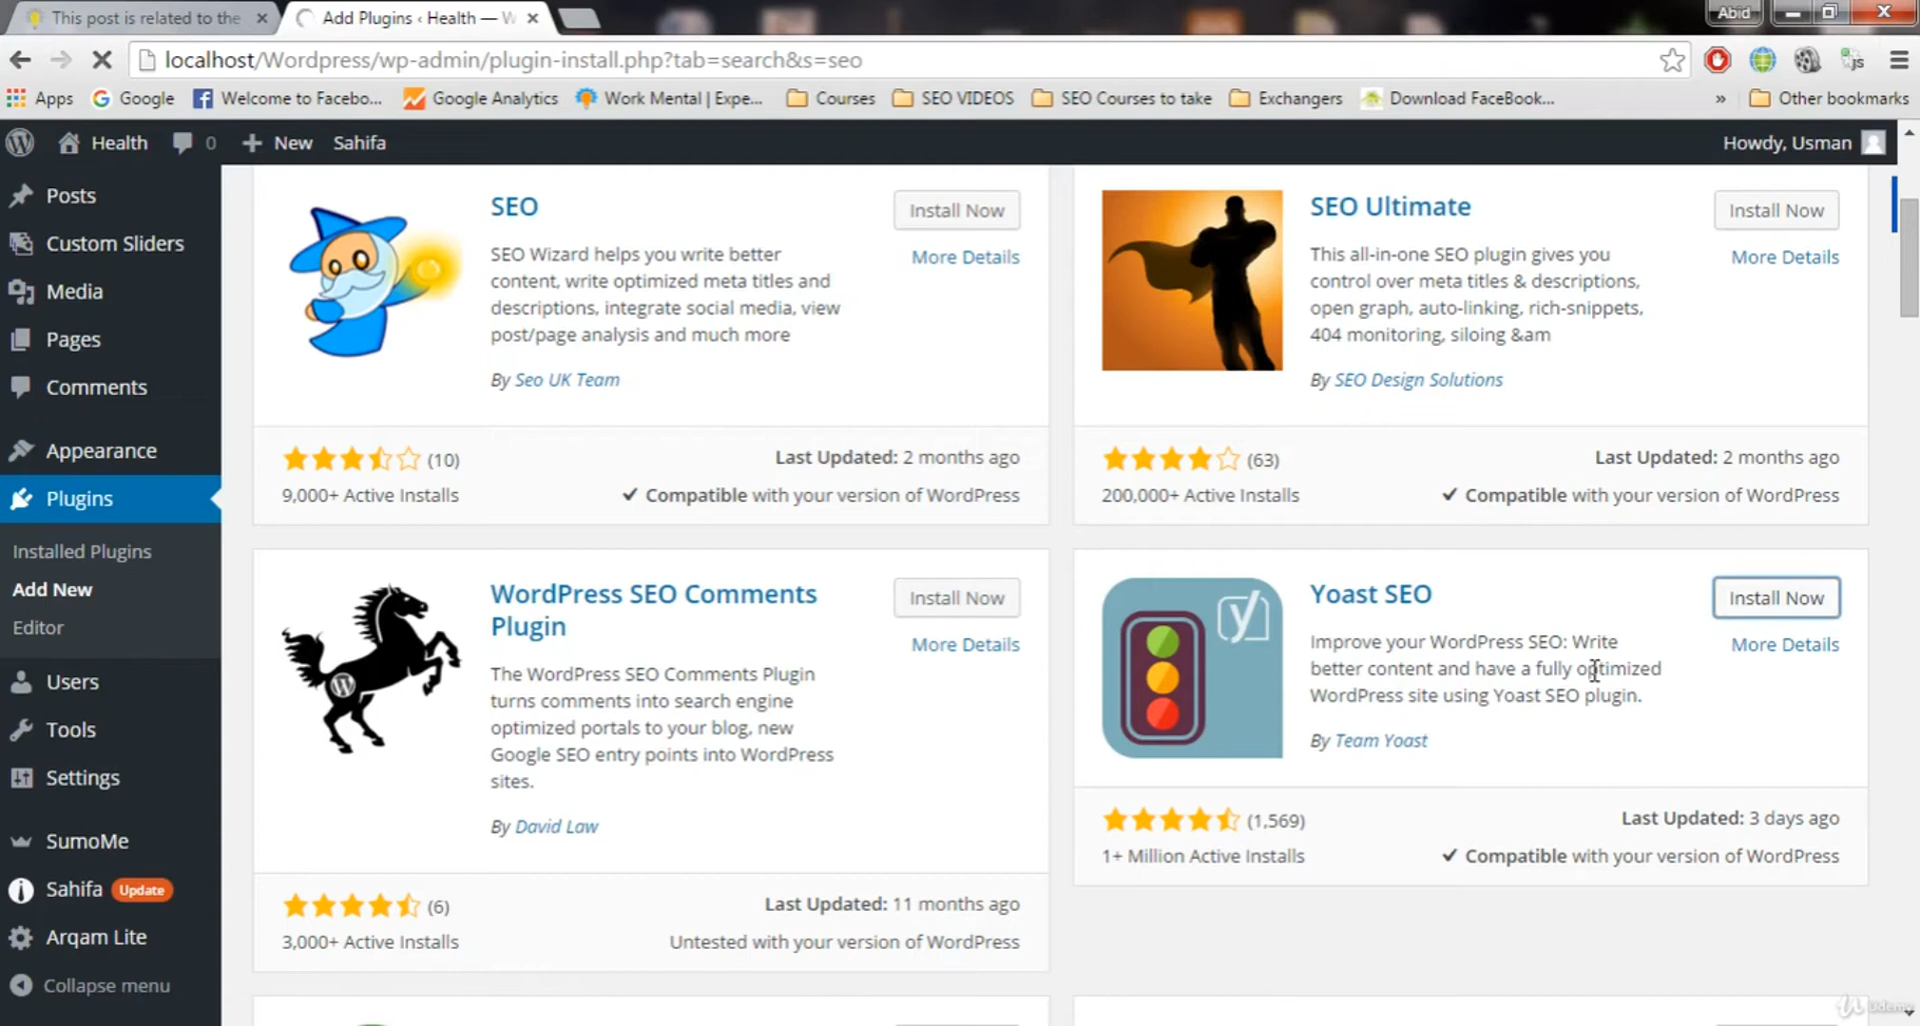 This post is related to the
Add Plugins ‹ Health — W
Abid
localhost/Wordpress/wp-admin/plugin-install.php?tab=search&s=seo
js
Apps
Google
Welcome to Facebo...
Google Analytics
Work Mental | Expe...
Courses
SEO VIDEOS
SEO Courses to take
Exchangers
Download FaceBook...
»
Other bookmarks
Health
0
+ New
Sahifa
Howdy, Usman
Posts
Custom Sliders
Media
Pages
Comments
Appearance
Plugins
Installed Plugins
Add New
Editor
Users
Tools
Settings
SumoMe
Sahifa Update
Arqam Lite
Collapse menu
SEO
Install Now
More Details
SEO Wizard helps you write better
content, write optimized meta titles and
descriptions, integrate social media, view
post/page analysis and much more
By Seo UK Team
(10)
Last Updated: 2 months ago
9,000+ Active Installs
✔ Compatible with your version of WordPress
SEO Ultimate
Install Now
More Details
This all-in-one SEO plugin gives you
control over meta titles & descriptions,
open graph, auto-linking, rich-snippets,
404 monitoring, siloing &am
By SEO Design Solutions
(63)
Last Updated: 2 months ago
200,000+ Active Installs
✔ Compatible with your version of WordPress
WordPress SEO Comments
Plugin
Install Now
More Details
The WordPress SEO Comments Plugin
turns comments into search engine
optimized portals to your blog, new
Google SEO entry points into WordPress
sites.
By David Law
(6)
Last Updated: 11 months ago
3,000+ Active Installs
Untested with your version of WordPress
Yoast SEO
Install Now
More Details
Improve your WordPress SEO: Write
better content and have a fully optimized
WordPress site using Yoast SEO plugin.
By Team Yoast
(1,569)
Last Updated: 3 days ago
1+ Million Active Installs
✔ Compatible with your version of WordPress
Udemy